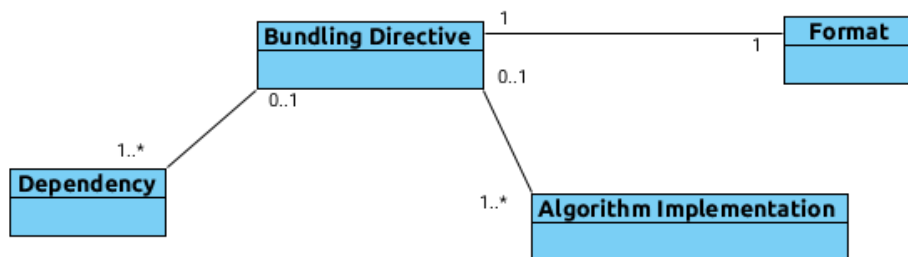 Bundling Directive
1
1
Format
0..1
0..1
1..*
Dependency
1..*
Algorithm Implementation